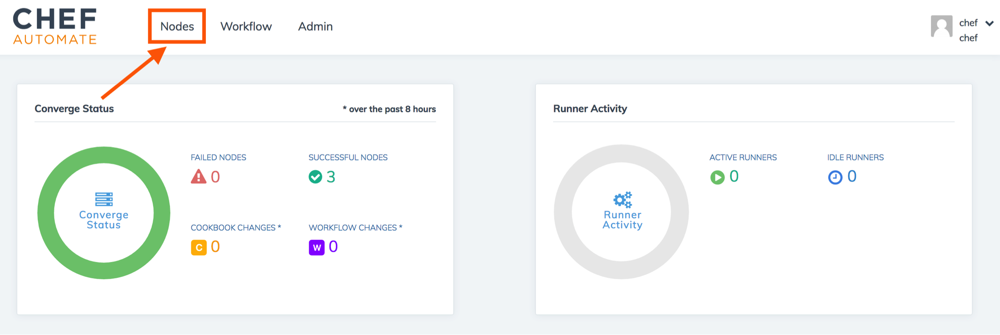 CHEF
AUTOMATE
Nodes
Workflow
Admin
chef
chef
Converge Status
* over the past 8 hours
Converge
Status
FAILED NODES
0
SUCCESSFUL NODES
3
COOKBOOK CHANGES *
C 0
WORKFLOW CHANGES *
W 0
Runner Activity
Runner
Activity
ACTIVE RUNNERS
0
IDLE RUNNERS
0